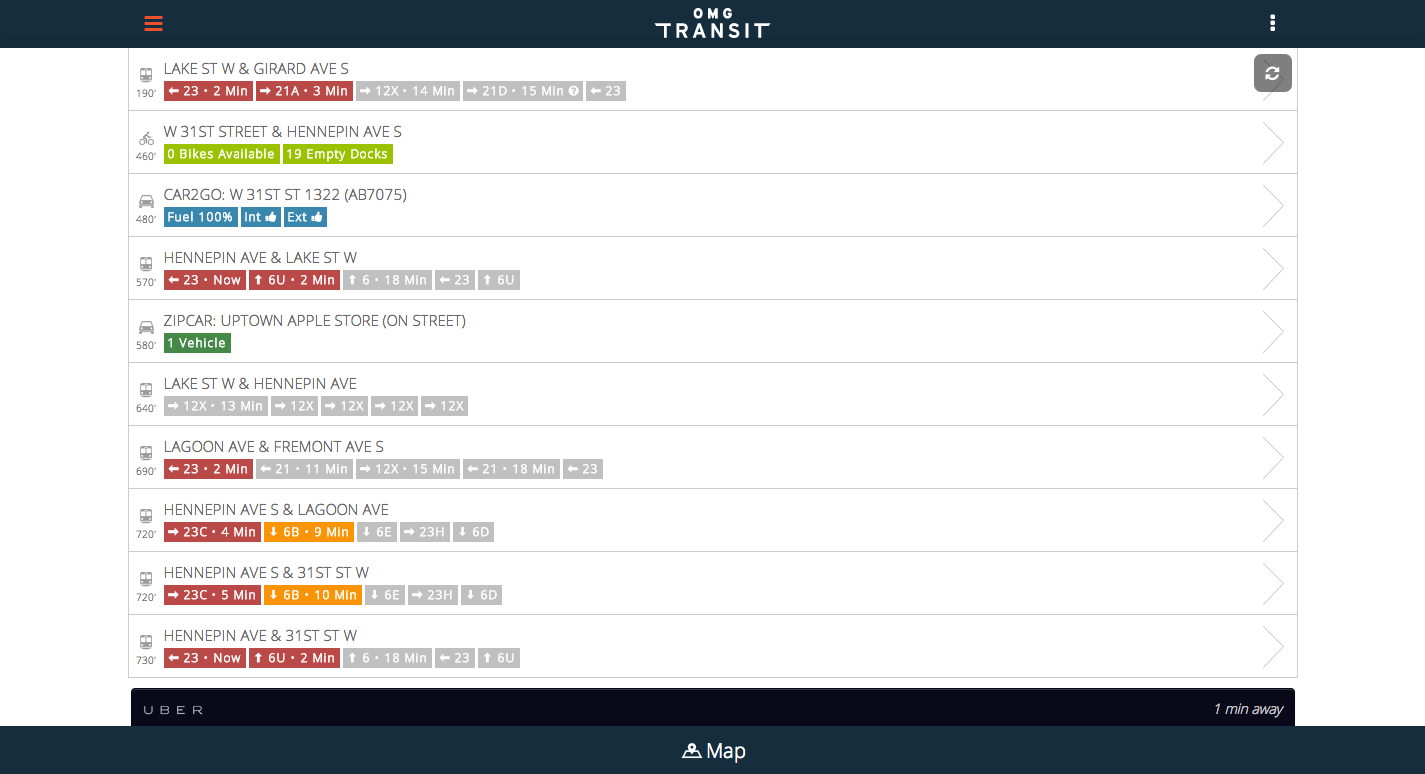 OMG
TRANSIT
LAKE ST W & GIRARD AVE S
190' ← 23 • 2 Min → 21A • 3 Min → 12X • 14 Min → 21D • 15 Min ? ← 23
W 31ST STREET & HENNEPIN AVE S
460' 0 Bikes Available 19 Empty Docks
CAR2GO: W 31ST ST 1322 (AB7075)
480' Fuel 100% Int Ext
HENNEPIN AVE & LAKE ST W
570' ← 23 • Now ↑ 6U • 2 Min ↑ 6 • 18 Min ← 23 ↑ 6U
ZIPCAR: UPTOWN APPLE STORE (ON STREET)
580' 1 Vehicle
LAKE ST W & HENNEPIN AVE
640' → 12X • 13 Min → 12X → 12X → 12X → 12X
LAGOON AVE & FREMONT AVE S
690' ← 23 • 2 Min ← 21 • 11 Min → 12X • 15 Min ← 21 • 18 Min ← 23
HENNEPIN AVE S & LAGOON AVE
720' → 23C • 4 Min ↓ 6B • 9 Min ↓ 6E → 23H ↓ 6D
HENNEPIN AVE S & 31ST ST W
720' → 23C • 5 Min ↓ 6B • 10 Min ↓ 6E → 23H ↓ 6D
HENNEPIN AVE & 31ST ST W
730' ← 23 • Now ↑ 6U • 2 Min ↑ 6 • 18 Min ← 23 ↑ 6U
UBER 1 min away
Map